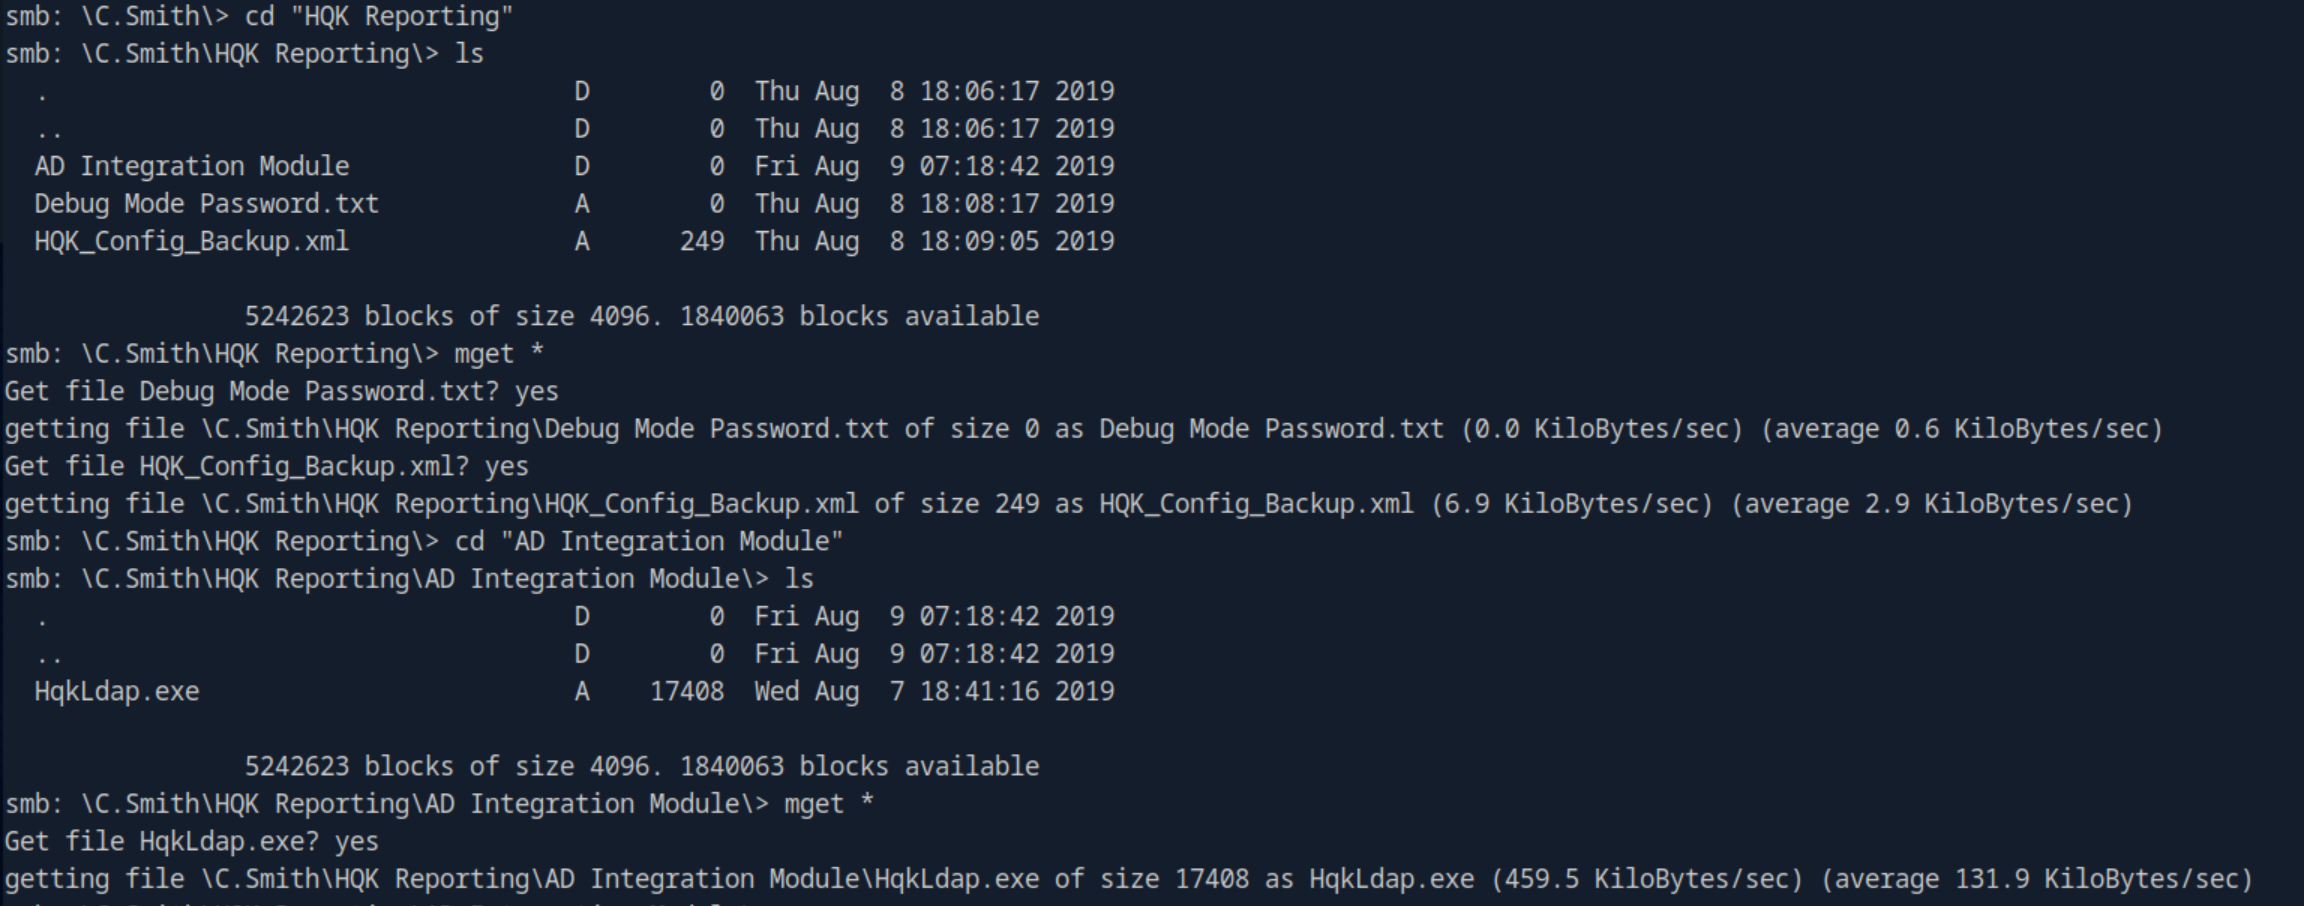 smb: \C.Smith\> cd "HQK Reporting"
smb: \C.Smith\HQK Reporting\> ls
  .                                   D        0  Thu Aug  8 18:06:17 2019
  ..                                  D        0  Thu Aug  8 18:06:17 2019
  AD Integration Module               D        0  Fri Aug  9 07:18:42 2019
  Debug Mode Password.txt             A        0  Thu Aug  8 18:08:17 2019
  HQK_Config_Backup.xml               A      249  Thu Aug  8 18:09:05 2019

                5242623 blocks of size 4096. 1840063 blocks available
smb: \C.Smith\HQK Reporting\> mget *
Get file Debug Mode Password.txt? yes
getting file \C.Smith\HQK Reporting\Debug Mode Password.txt of size 0 as Debug Mode Password.txt (0.0 KiloBytes/sec) (average 0.6 KiloBytes/sec)
Get file HQK_Config_Backup.xml? yes
getting file \C.Smith\HQK Reporting\HQK_Config_Backup.xml of size 249 as HQK_Config_Backup.xml (6.9 KiloBytes/sec) (average 2.9 KiloBytes/sec)
smb: \C.Smith\HQK Reporting\> cd "AD Integration Module"
smb: \C.Smith\HQK Reporting\AD Integration Module\> ls
  .                                   D        0  Fri Aug  9 07:18:42 2019
  ..                                  D        0  Fri Aug  9 07:18:42 2019
  HqkLdap.exe                         A    17408  Wed Aug  7 18:41:16 2019

                5242623 blocks of size 4096. 1840063 blocks available
smb: \C.Smith\HQK Reporting\AD Integration Module\> mget *
Get file HqkLdap.exe? yes
getting file \C.Smith\HQK Reporting\AD Integration Module\HqkLdap.exe of size 17408 as HqkLdap.exe (459.5 KiloBytes/sec) (average 131.9 KiloBytes/sec)